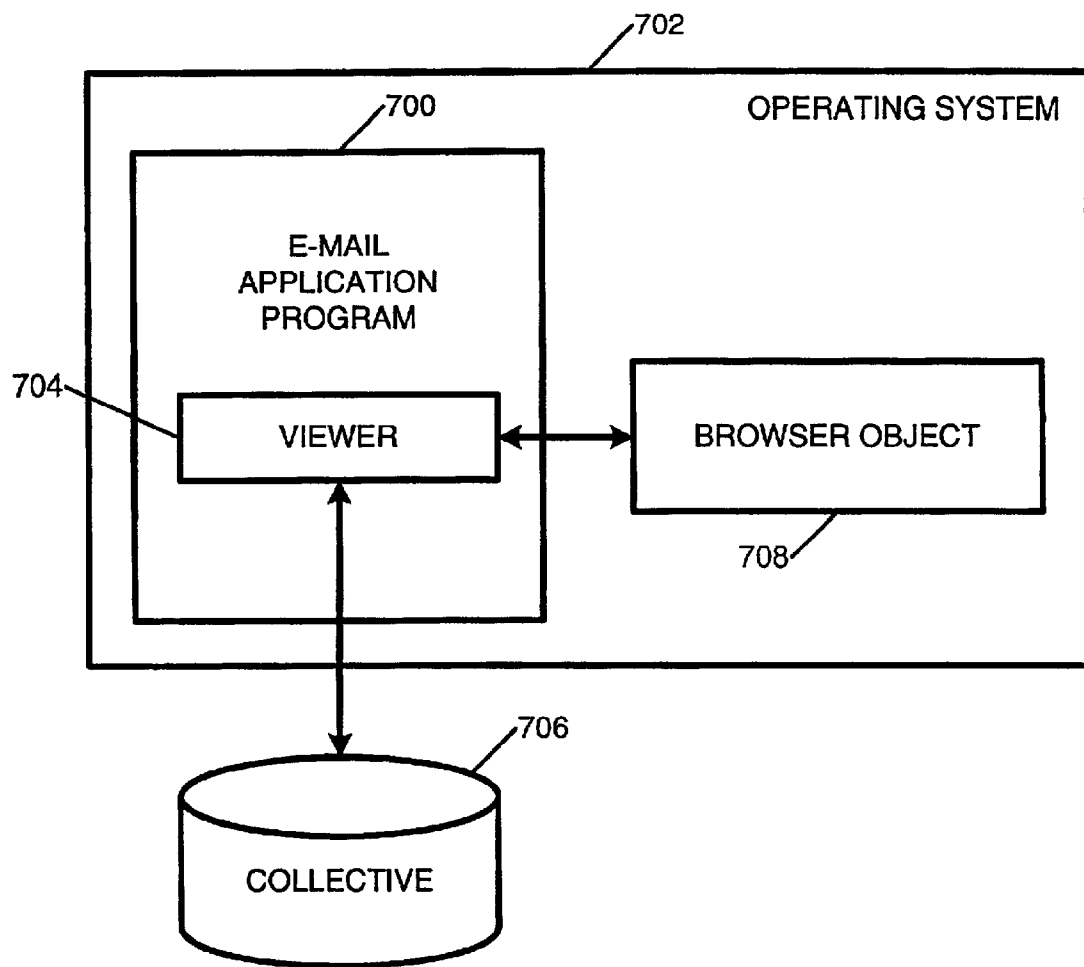 702
700
OPERATING SYSTEM
E-MAIL
APPLICATION
PROGRAM
704
VIEWER
BROWSER OBJECT
708
706
COLLECTIVE